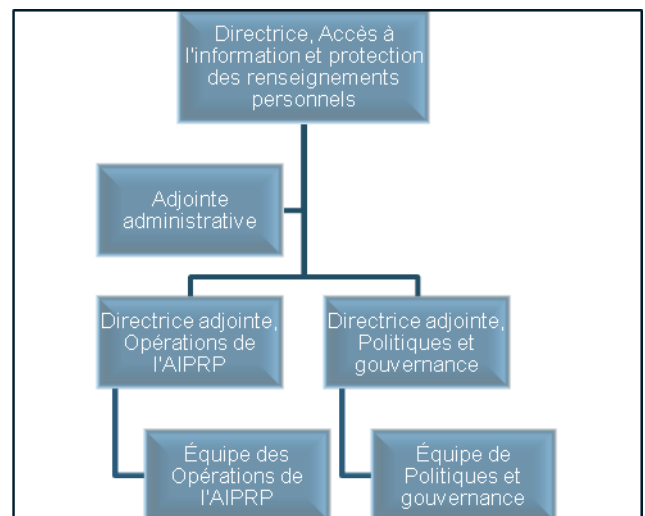 Directrice, Accès à
l'information et protection
des renseignements
personnels
Adjointe
administrative
Directrice adjointe,
Opérations de
l'AIPRP
Directrice adjointe,
Politiques et
gouvernance
Équipe des
Opérations de
l'AIPRP
Équipe de
Politiques et
gouvernance